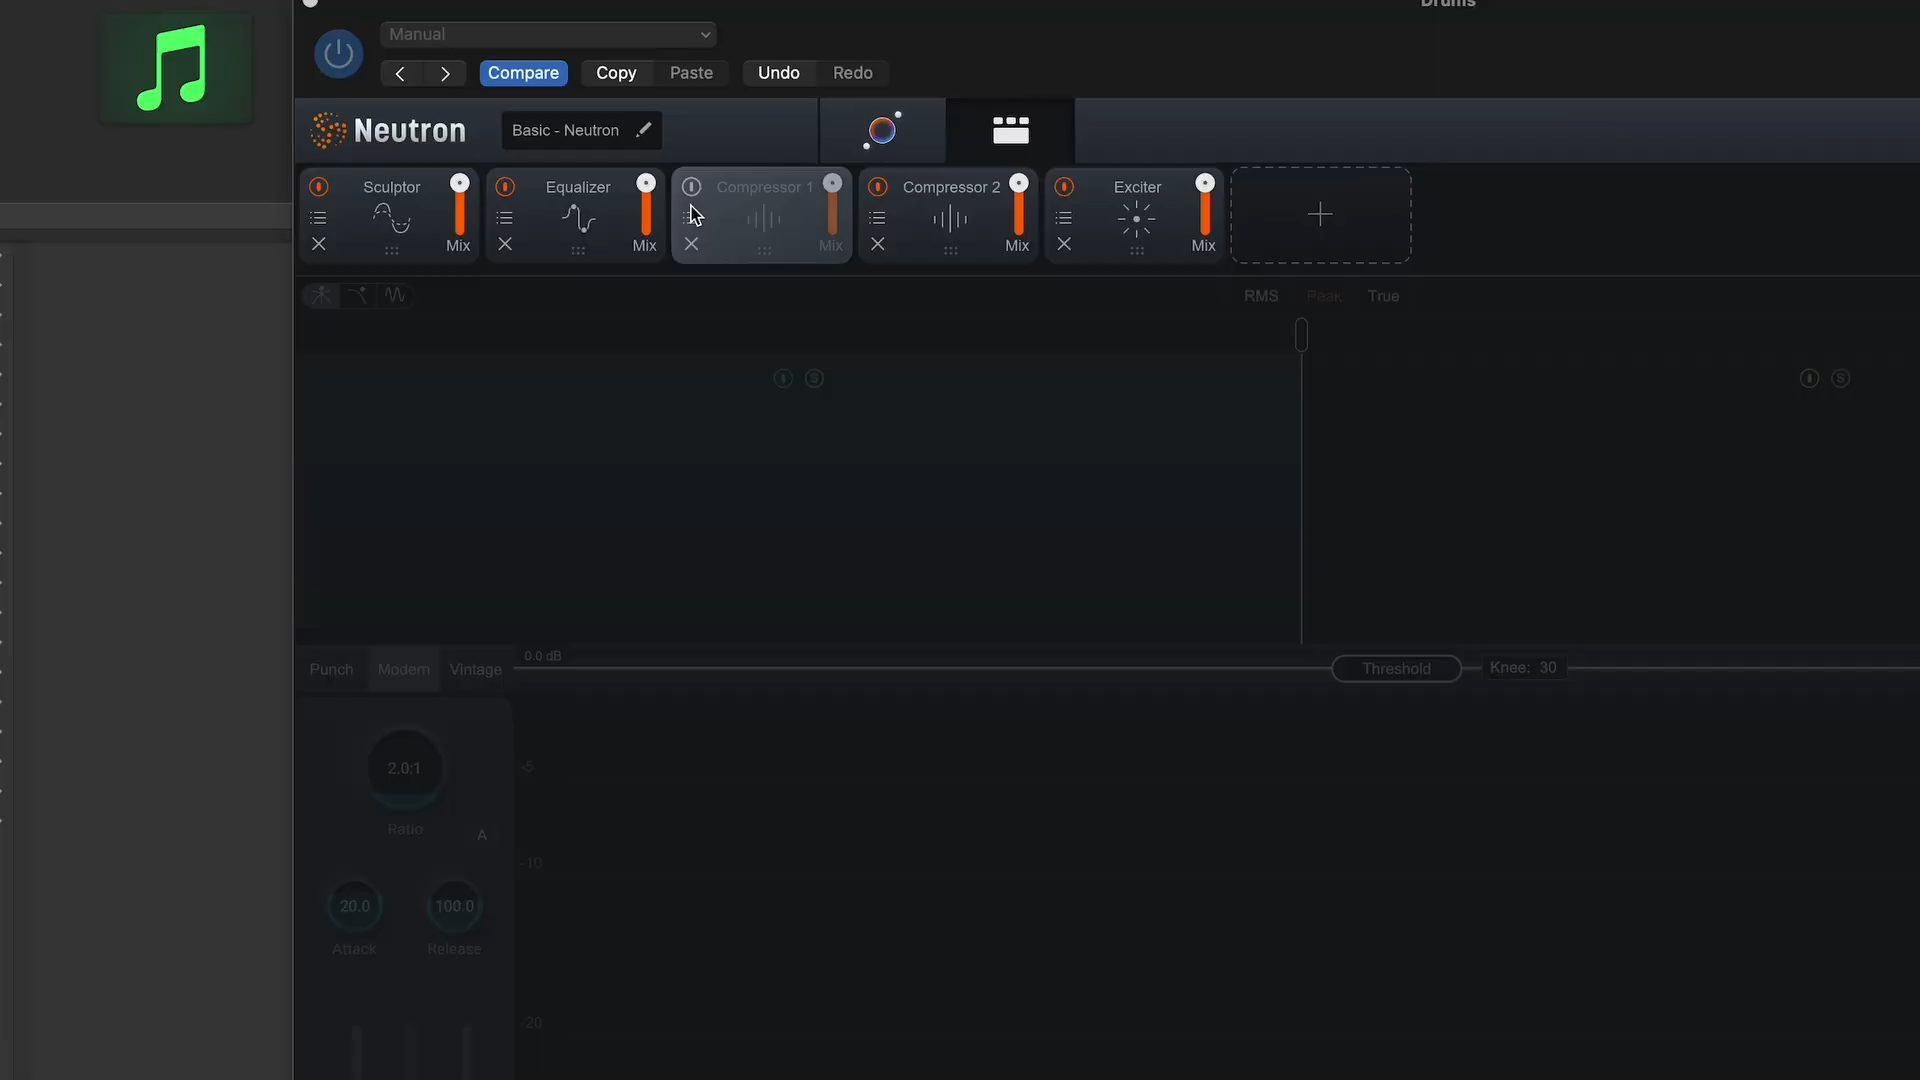 Drums
Manual
Compare
Copy
Paste
Undo
Redo
Neutron
Basic - Neutron
Sculptor
Mix
Equalizer
Mix
Compressor 1
Mix
Compressor 2
Mix
Exciter
Mix
RMS
Peak
True
S
S
Punch
Modern
Vintage
0.0 dB
Threshold
Knee: 30
2.0:1
Ratio
A
-5
-10
20.0
100.0
Attack
Release
-20